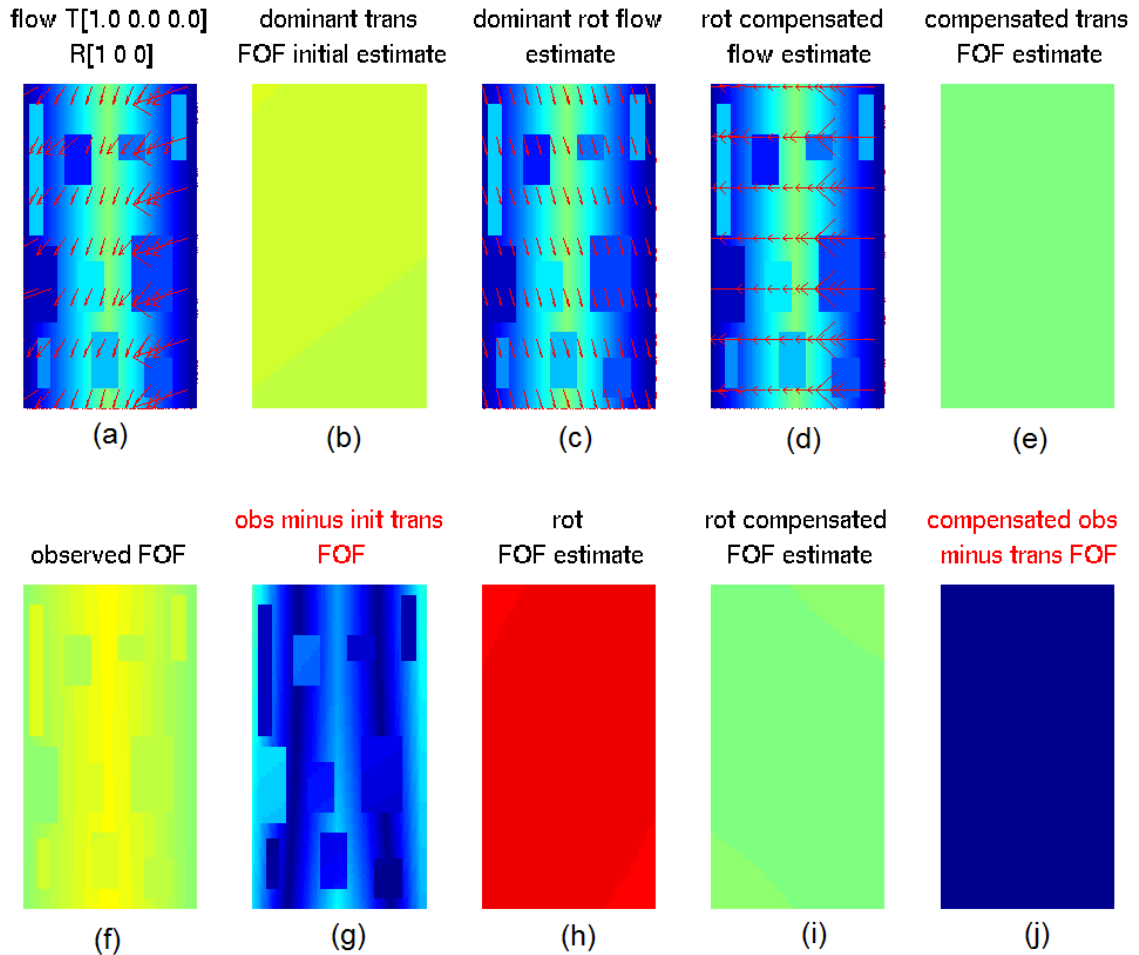 flow T[1.0 0.0 0.0]
R[1 0 0]
dominant trans
FOF initial estimate
dominant rot flow
estimate
rot compensated
flow estimate
compensated trans
FOF estimate
(a)
(b)
(c)
(d)
(e)
observed FOF
obs minus init trans
FOF
rot
FOF estimate
rot compensated
FOF estimate
compensated obs
minus trans FOF
(f)
(g)
(h)
(i)
(j)